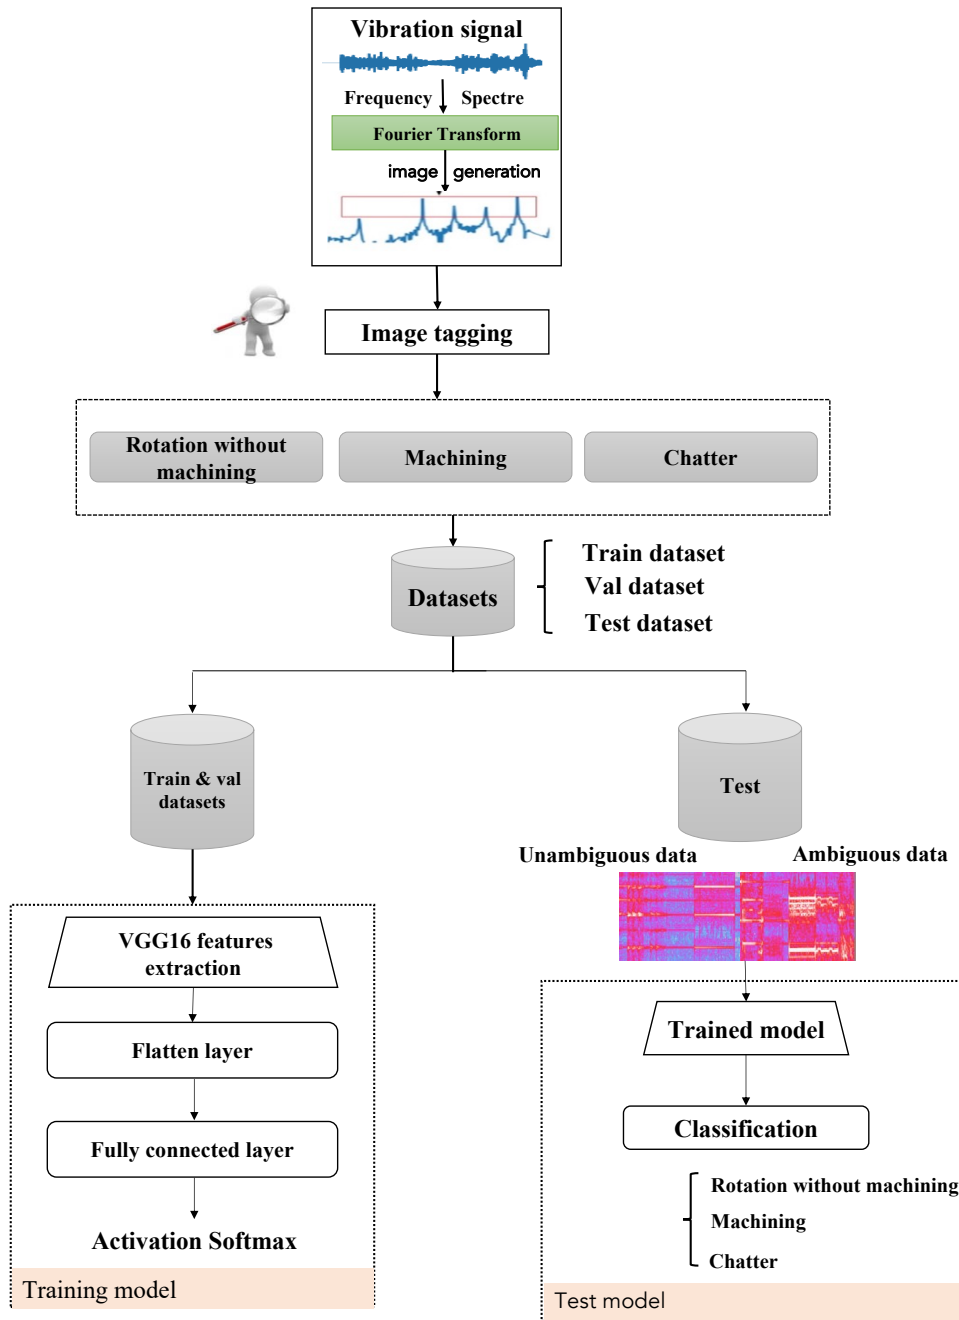 Vibration signal
Frequency Spectre
Fourier Transform
image generation
Image tagging
Rotation without
machining
Machining
Chatter
Datasets
Train dataset
Val dataset
Test dataset
Train & val
datasets
Test
Unambiguous data
Ambiguous data
VGG16 features
extraction
Flatten layer
Fully connected layer
Activation Softmax
Training model
Trained model
Classification
Rotation without machining
Machining
Chatter
Test model